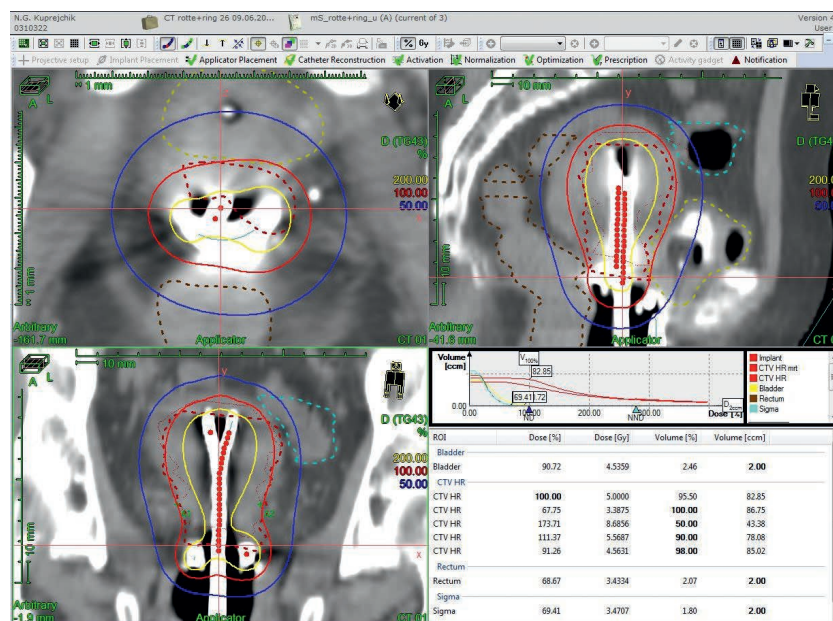 N.G. Kuprejchik
0310322
CT rotte+ring 26 09.06.20...
mS_rotte+ring_u (A) (current of 3)
Version 4
User
Projective setup
Implant Placement
Applicator Placement
Catheter Reconstruction
Activation
Normalization
Optimization
Prescription
Activity gadget
Notification
A
L
1 mm
y
D (TG43)
%
200.00
100.00
50.00
1 mm
Arbitrary
-161.7 mm
Applicator
CT 01
A
L
10 mm
y
D (TG4
200.0
100.0
50.0
10 mm
Arbitrary
-41.6 mm
Applicator
CT 0
10 mm
y
D (TG43)
%
200.00
100.00
50.00
10 mm
x
Arbitrary
-1.9 mm
Applicator
CT 01
Volume
[ccm]
V100%
82.85
0.00
0.00
100.00
200.00
Dose [%]
ND
NND
D2ccm
Implant
CTV HR mrt
CTV HR
Bladder
Rectum
Sigma
ROI Dose [%] Dose [Gy] Volume [%] Volume [ccm]
Bladder
Bladder 90.72 4.5359 2.46 2.00
CTV HR
CTV HR 100.00 5.0000 95.50 82.85
CTV HR 67.75 3.3875 100.00 86.75
CTV HR 173.71 8.6856 50.00 43.38
CTV HR 111.37 5.5687 90.00 78.08
CTV HR 91.26 4.5631 98.00 85.02
Rectum
Rectum 68.67 3.4334 2.07 2.00
Sigma
Sigma 69.41 3.4707 1.80 2.00